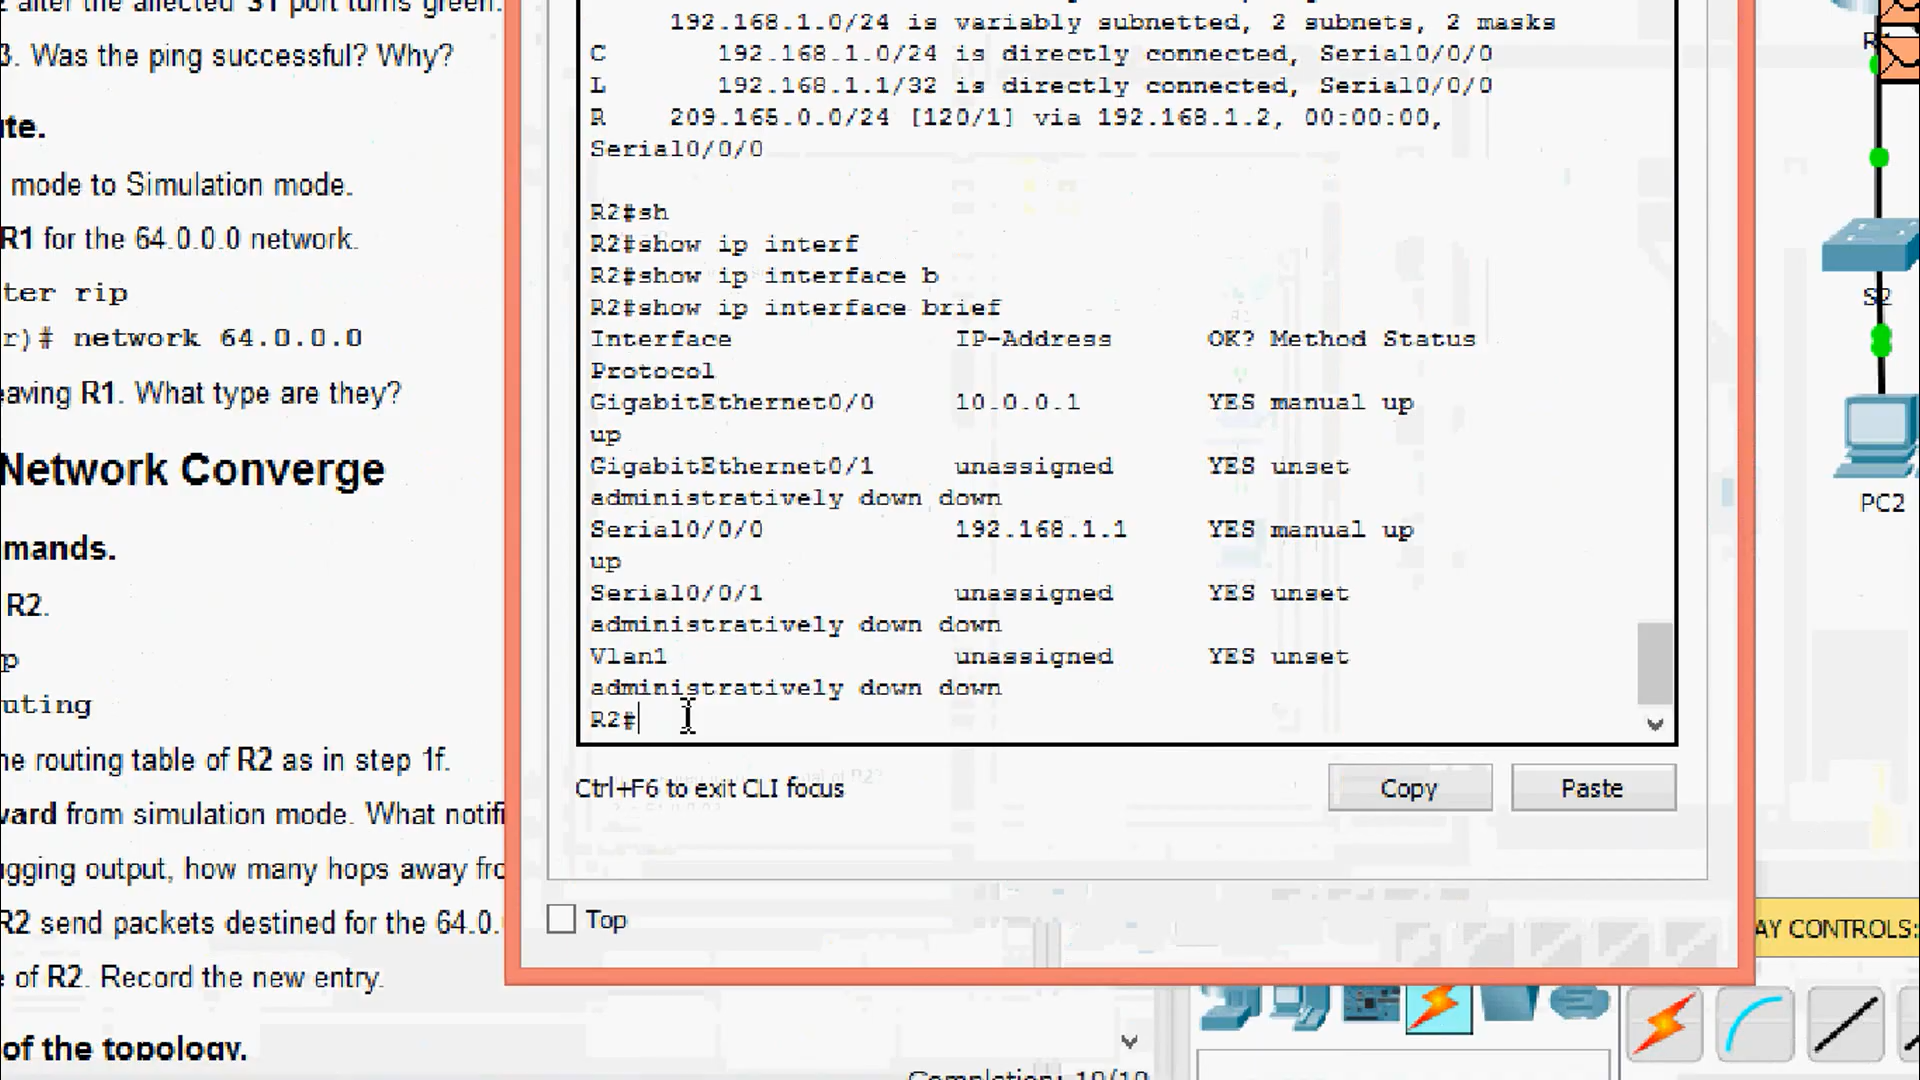 2 after the affected S1 port turns green.
3. Was the ping successful? Why?
ute.
mode to Simulation mode.
R1 for the 64.0.0.0 network.
ter rip
r)# network 64.0.0.0
eaving R1. What type are they?
Network Converge
mands.
R2.
p
uting
ne routing table of R2 as in step 1f.
ward from simulation mode. What notifi
ugging output, how many hops away fro
R2 send packets destined for the 64.0.
e of R2. Record the new entry.
of the topology.
192.168.1.0/24 is variably subnetted, 2 subnets, 2 masks
C 192.168.1.0/24 is directly connected, Serial0/0/0
L 192.168.1.1/32 is directly connected, Serial0/0/0
R 209.165.0.0/24 [120/1] via 192.168.1.2, 00:00:00,
Serial0/0/0
R2#sh
R2#show ip interf
R2#show ip interface b
R2#show ip interface brief
Interface IP-Address OK? Method Status
Protocol
GigabitEthernet0/0 10.0.0.1 YES manual up
up
GigabitEthernet0/1 unassigned YES unset
administratively down down
Serial0/0/0 192.168.1.1 YES manual up
up
Serial0/0/1 unassigned YES unset
administratively down down
Vlan1 unassigned YES unset
administratively down down
R2#
Ctrl+F6 to exit CLI focus
Copy
Paste
Top
S2
PC2
AY CONTROLS:
Completion: 10/10